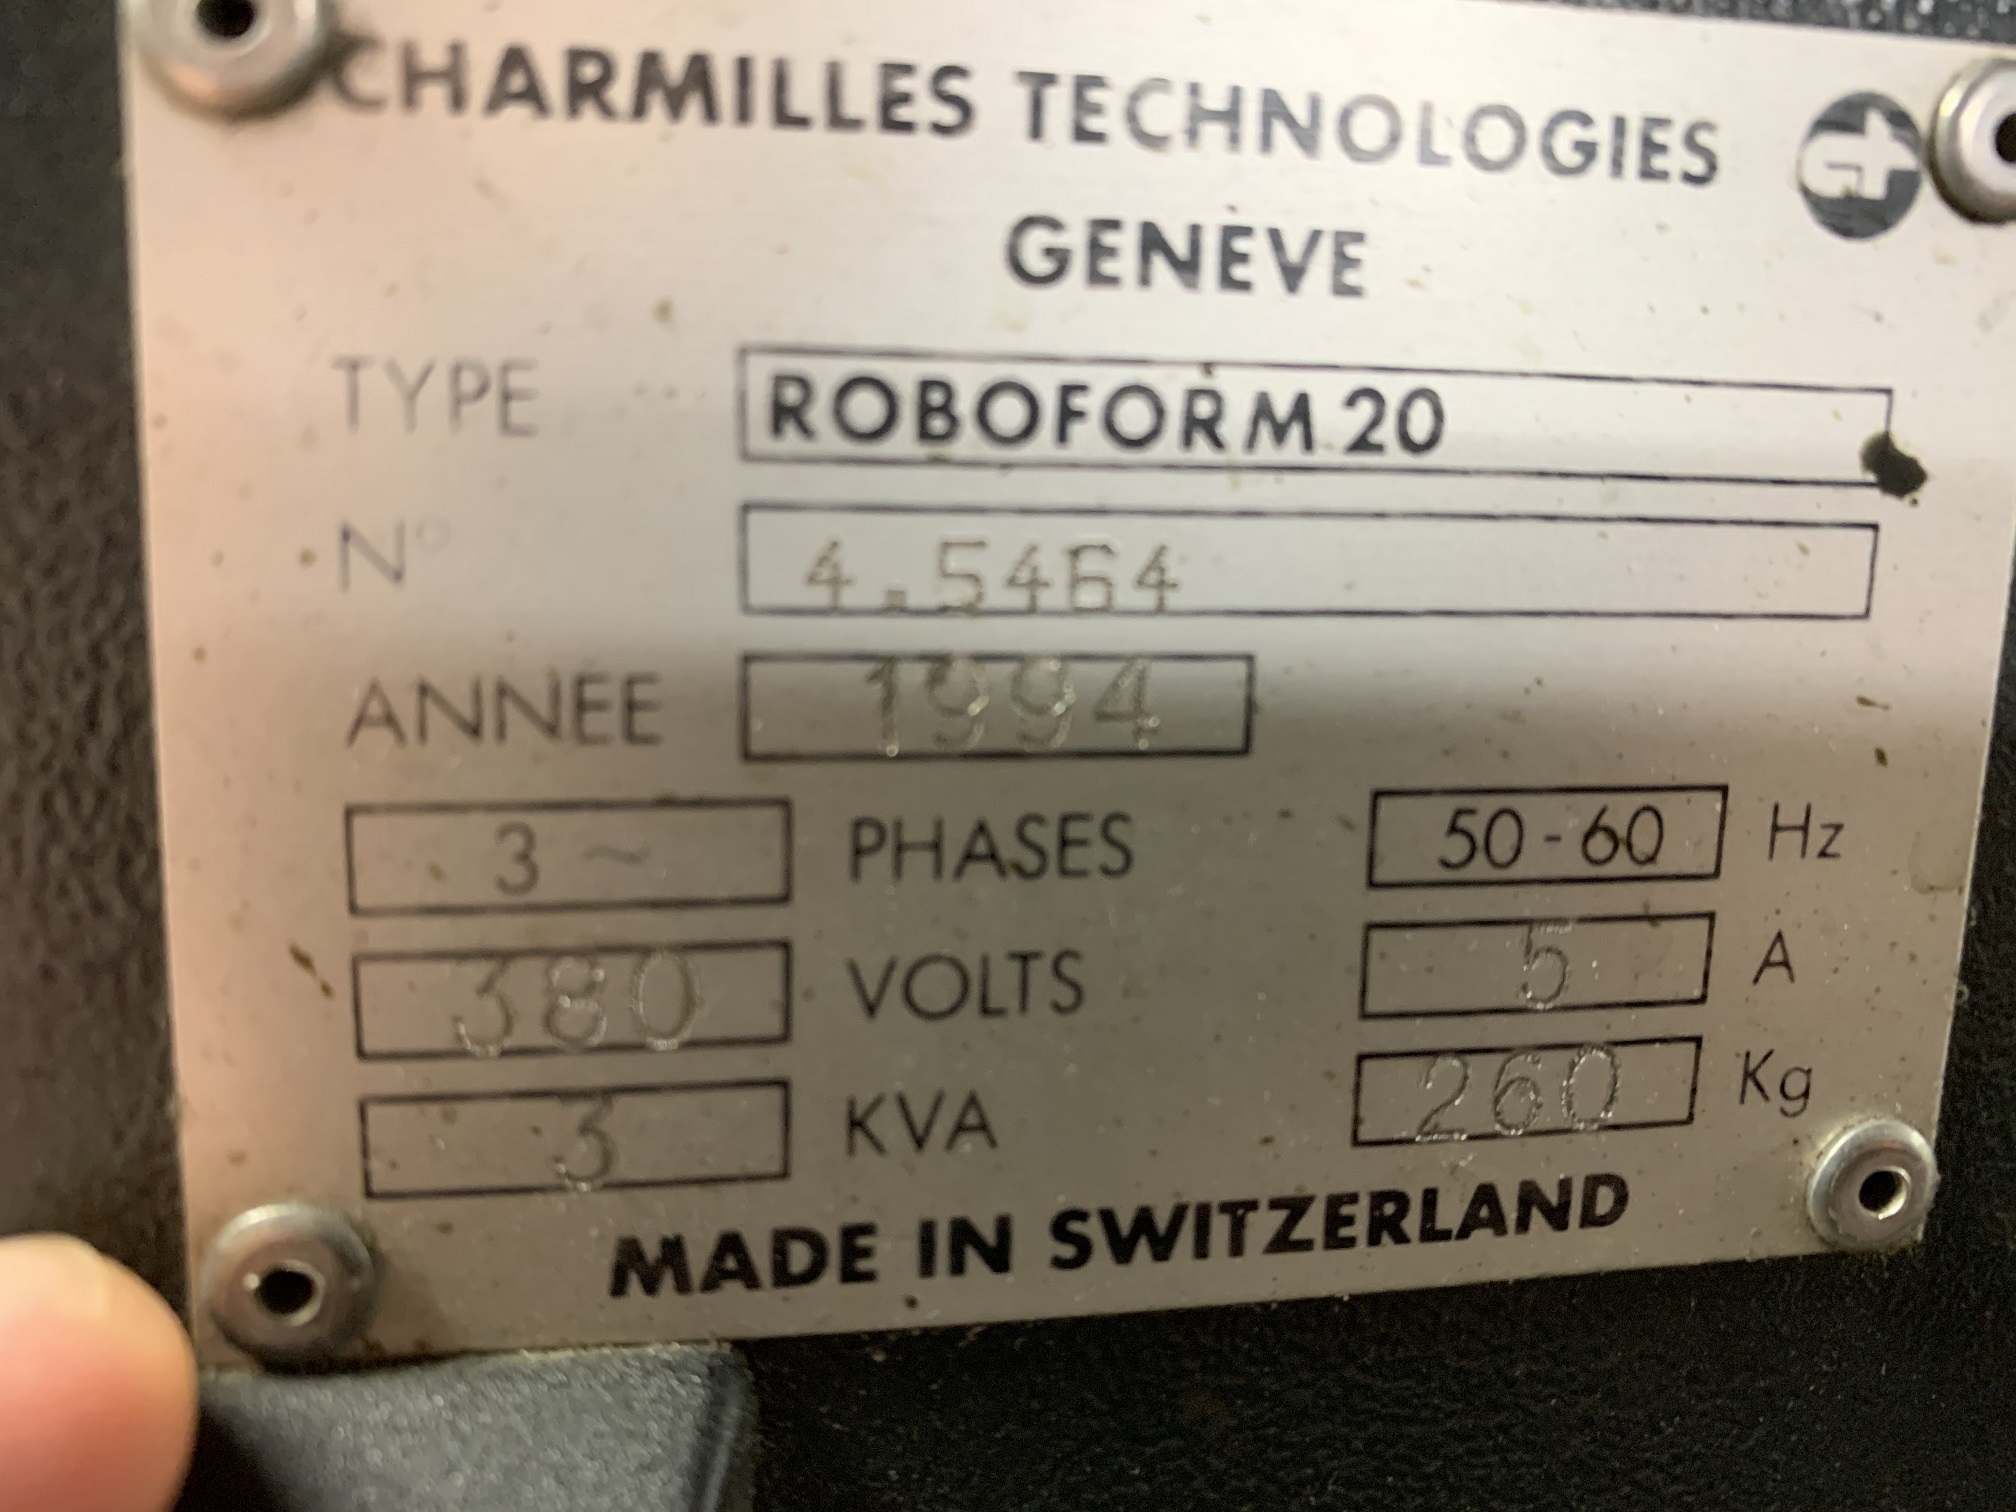 CHARMILLES TECHNOLOGIES
GENÈVE
TYPE ROBOFORM 20
N° 4.5464
ANNEE 1994
3 ~ PHASES 50-60 Hz
380 VOLTS 5 A
3 KVA 260 Kg
MADE IN SWITZERLAND